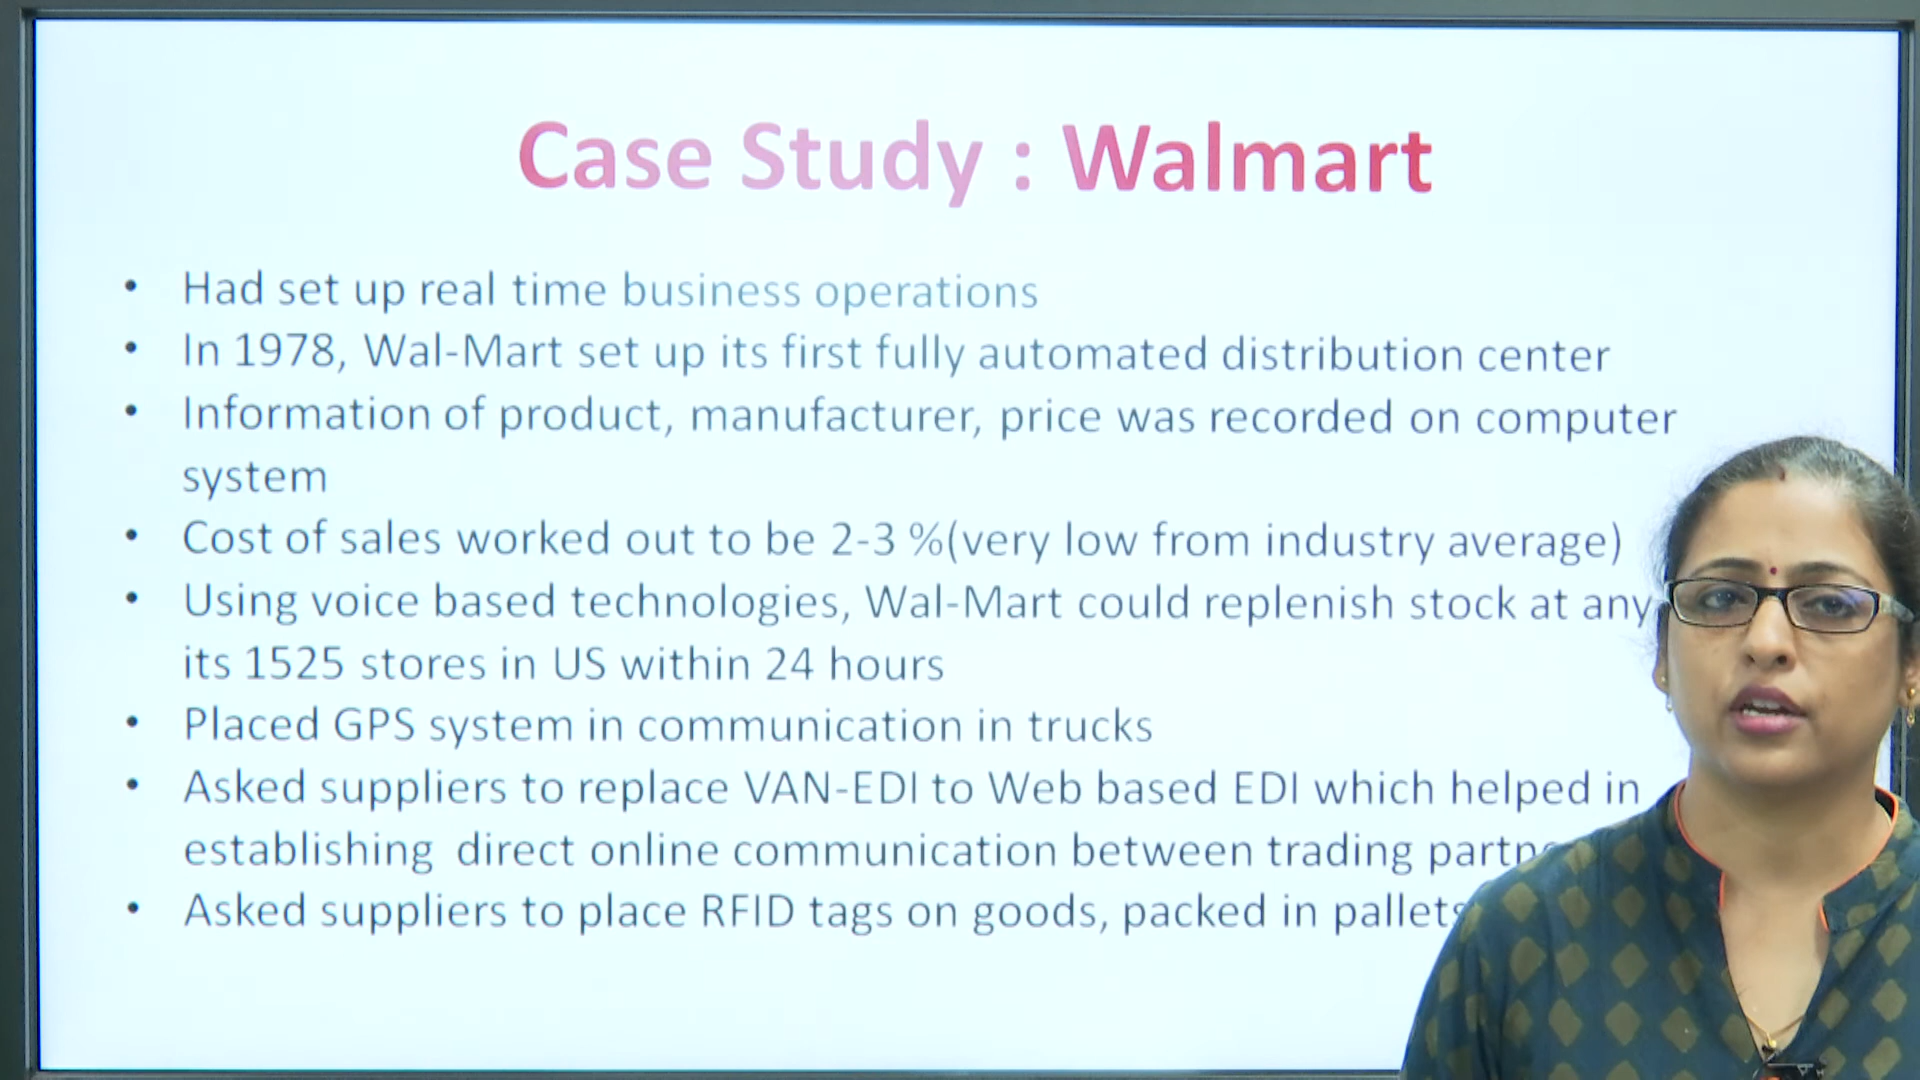 Case Study : Walmart
• Had set up real time business operations
• In 1978, Wal-Mart set up its first fully automated distribution center
• Information of product, manufacturer, price was recorded on computer
system
• Cost of sales worked out to be 2-3 %(very low from industry average)
• Using voice based technologies, Wal-Mart could replenish stock at any
its 1525 stores in US within 24 hours
• Placed GPS system in communication in trucks
• Asked suppliers to replace VAN-EDI to Web based EDI which helped in
establishing direct online communication between trading
• Asked suppliers to place RFID tags on goods, packed in pallets